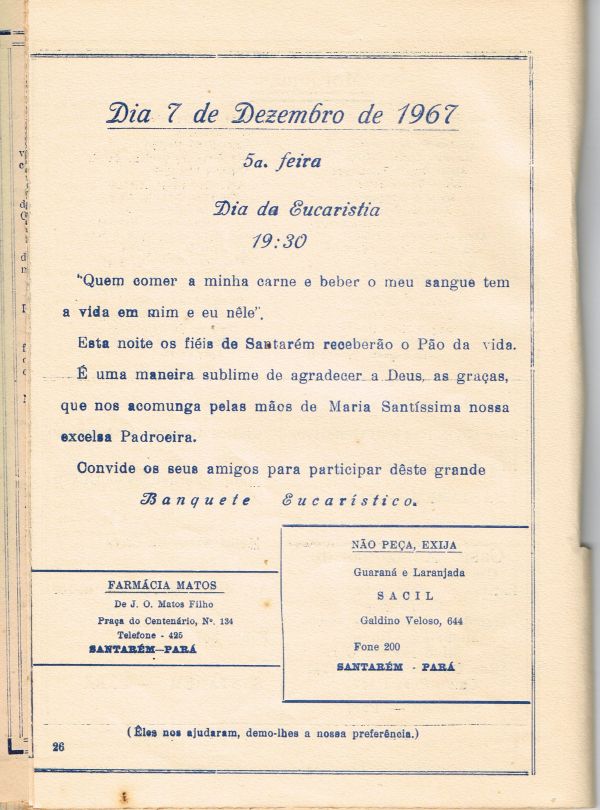 Dia 7 de Dezembro de 1967
5a. feira
Dia da Eucaristia
19:30
"Quem comer a minha carne e beber o meu sangue tem
a vida em mim e eu nêle".
Esta noite os fiéis de Santarém receberão o Pão da vida.
É uma maneira sublime de agradecer a Deus, as graças,
que nos acomunga pelas mãos de Maria Santíssima nossa
excelsa Padroeira.
Convide os seus amigos para participar dêste grande
Banquete Eucarístico.
FARMÁCIA MATOS
De J. O. Matos Filho
Praça do Centenário, Nº. 134
Telefone - 425
SANTARÉM—PARÁ
NÃO PEÇA, EXIJA
Guaraná e Laranjada
SACIL
Galdino Veloso, 644
Fone 200
SANTARÉM - PARÁ
(Êles nos ajudaram, demo-lhes a nossa preferência.)
26